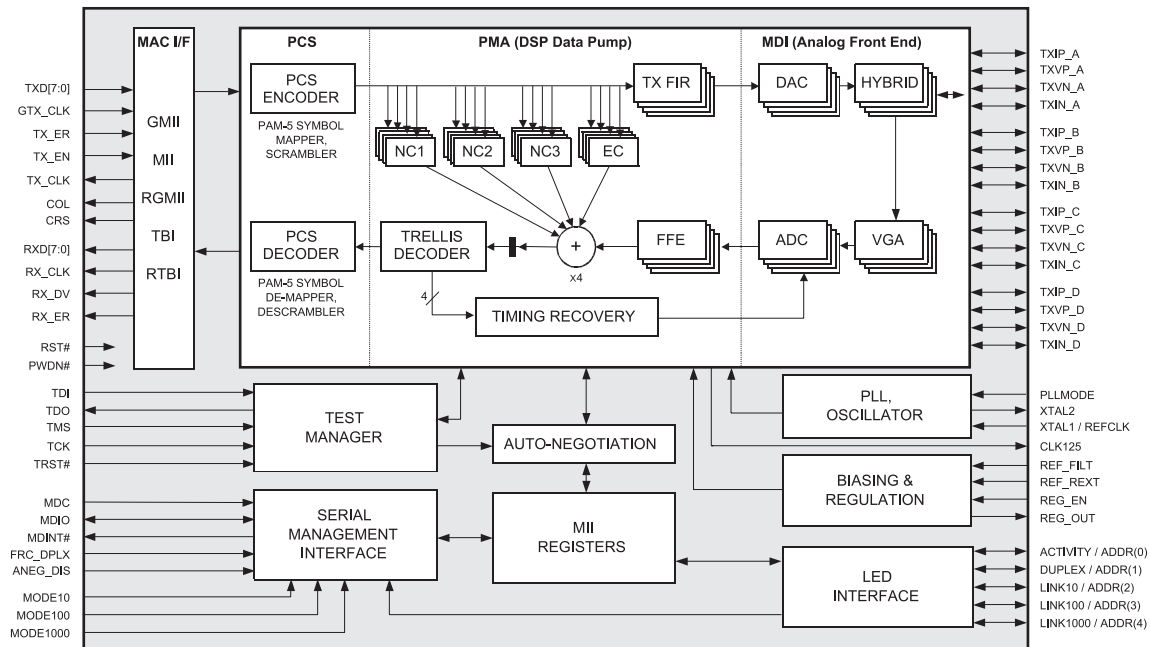 MAC I/F
PCS
PMA (DSP Data Pump)
MDI (Analog Front End)
TXD[7:0]
GTX_CLK
TX_ER
TX_EN
TX_CLK
COL
CRS
RXD[7:0]
RX_CLK
RX_DV
RX_ER
RST#
PWDN#
GMII
MII
RGMII
TBI
RTBI
PCS
ENCODER
PAM-5 SYMBOL
MAPPER,
SCRAMBLER
TX FIR
DAC
HYBRID
NC1
NC2
NC3
EC
PCS
DECODER
PAM-5 SYMBOL
DE-MAPPER,
DESCRAMBLER
TRELLIS
DECODER
+
x4
FFE
ADC
VGA
4
TIMING RECOVERY
TXIP_A
TXVP_A
TXVN_A
TXIN_A
TXIP_B
TXVP_B
TXVN_B
TXIN_B
TXIP_C
TXVP_C
TXVN_C
TXIN_C
TXIP_D
TXVP_D
TXVN_D
TXIN_D
TDI
TDO
TMS
TCK
TRST#
TEST
MANAGER
AUTO-NEGOTIATION
PLL,
OSCILLATOR
PLLMODE
XTAL2
XTAL1 / REFCLK
CLK125
BIASING &
REGULATION
REF_FILT
REF_REXT
REG_EN
REG_OUT
MDC
MDIO
MDINT#
FRC_DPLX
ANEG_DIS
MODE10
MODE100
MODE1000
SERIAL
MANAGEMENT
INTERFACE
MII
REGISTERS
LED
INTERFACE
ACTIVITY / ADDR(0)
DUPLEX / ADDR(1)
LINK10 / ADDR(2)
LINK100 / ADDR(3)
LINK1000 / ADDR(4)